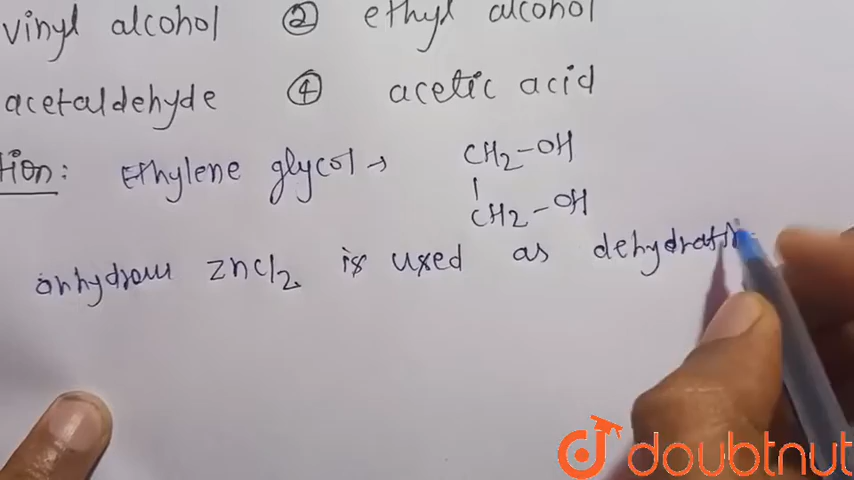 vinyl alcohol ② ethyl alcohol
acetaldehyde ④ acetic acid
tion: Ethylene glycol → CH2-OH
CH2-OH
anhydrous ZnCl2 is used as dehydrati
doubtnut